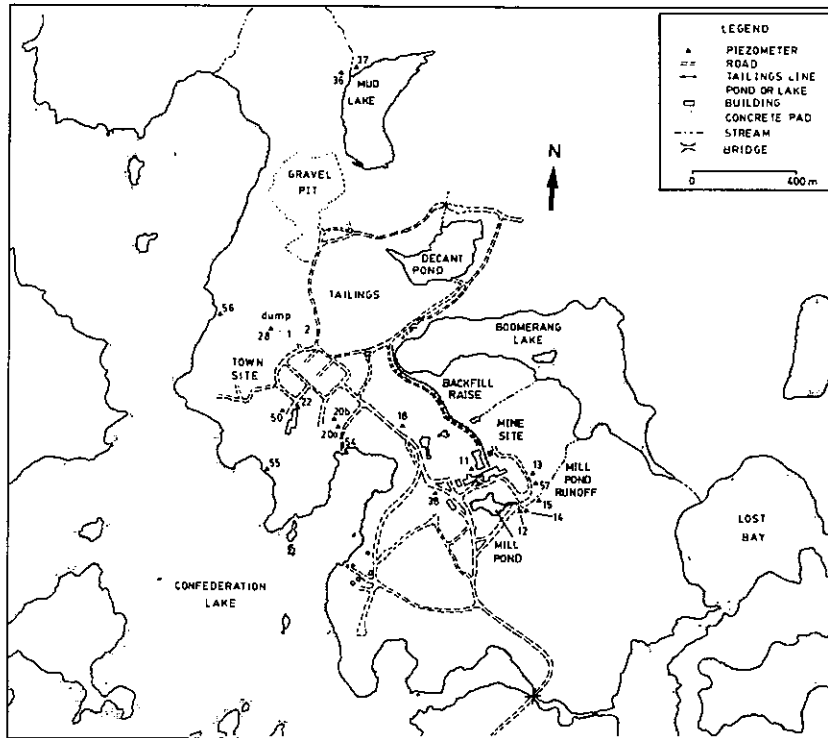 LEGEND
PIEZOMETER
ROAD
TAILINGS LINE
POND OR LAKE
BUILDING
CONCRETE PAD
STREAM
BRIDGE
0 400 m
N
37
36
MUD
LAKE
GRAVEL
PIT
DECANT
POND
TAILINGS
56
dump
28
1
2
BOOMERANG
LAKE
TOWN
SITE
BACKFILL
RAISE
22
50
20b
20a
18
54
MINE
SITE
55
11
13
MILL
POND
RUNOFF
57
38
15
14
12
MILL
POND
LOST
BAY
CONFEDERATION
LAKE